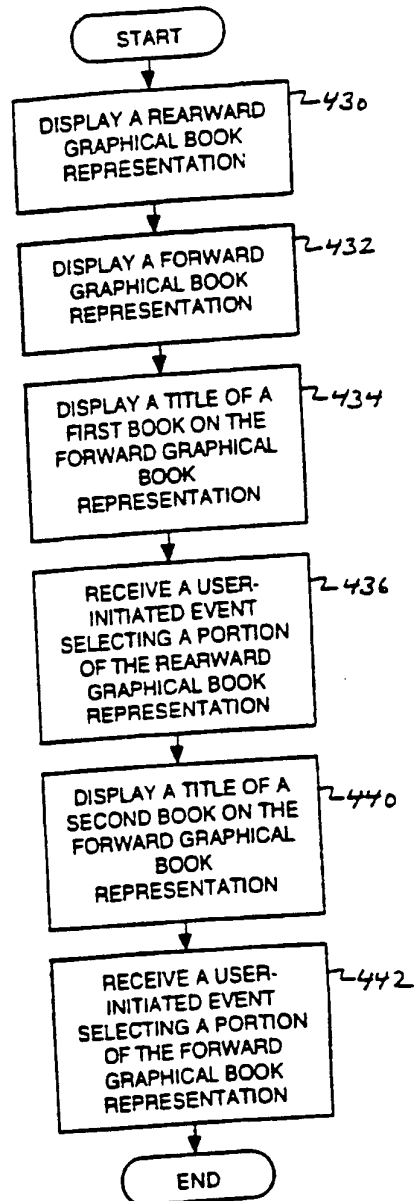 START
DISPLAY A REARWARD
GRAPHICAL BOOK
REPRESENTATION
430
DISPLAY A FORWARD
GRAPHICAL BOOK
REPRESENTATION
432
DISPLAY A TITLE OF A
FIRST BOOK ON THE
FORWARD GRAPHICAL
BOOK
REPRESENTATION
434
RECEIVE A USER-
INITIATED EVENT
SELECTING A PORTION
OF THE REARWARD
GRAPHICAL BOOK
REPRESENTATION
436
DISPLAY A TITLE OF A
SECOND BOOK ON THE
FORWARD GRAPHICAL
BOOK
REPRESENTATION
440
RECEIVE A USER-
INITIATED EVENT
SELECTING A PORTION
OF THE FORWARD
GRAPHICAL BOOK
REPRESENTATION
442
END